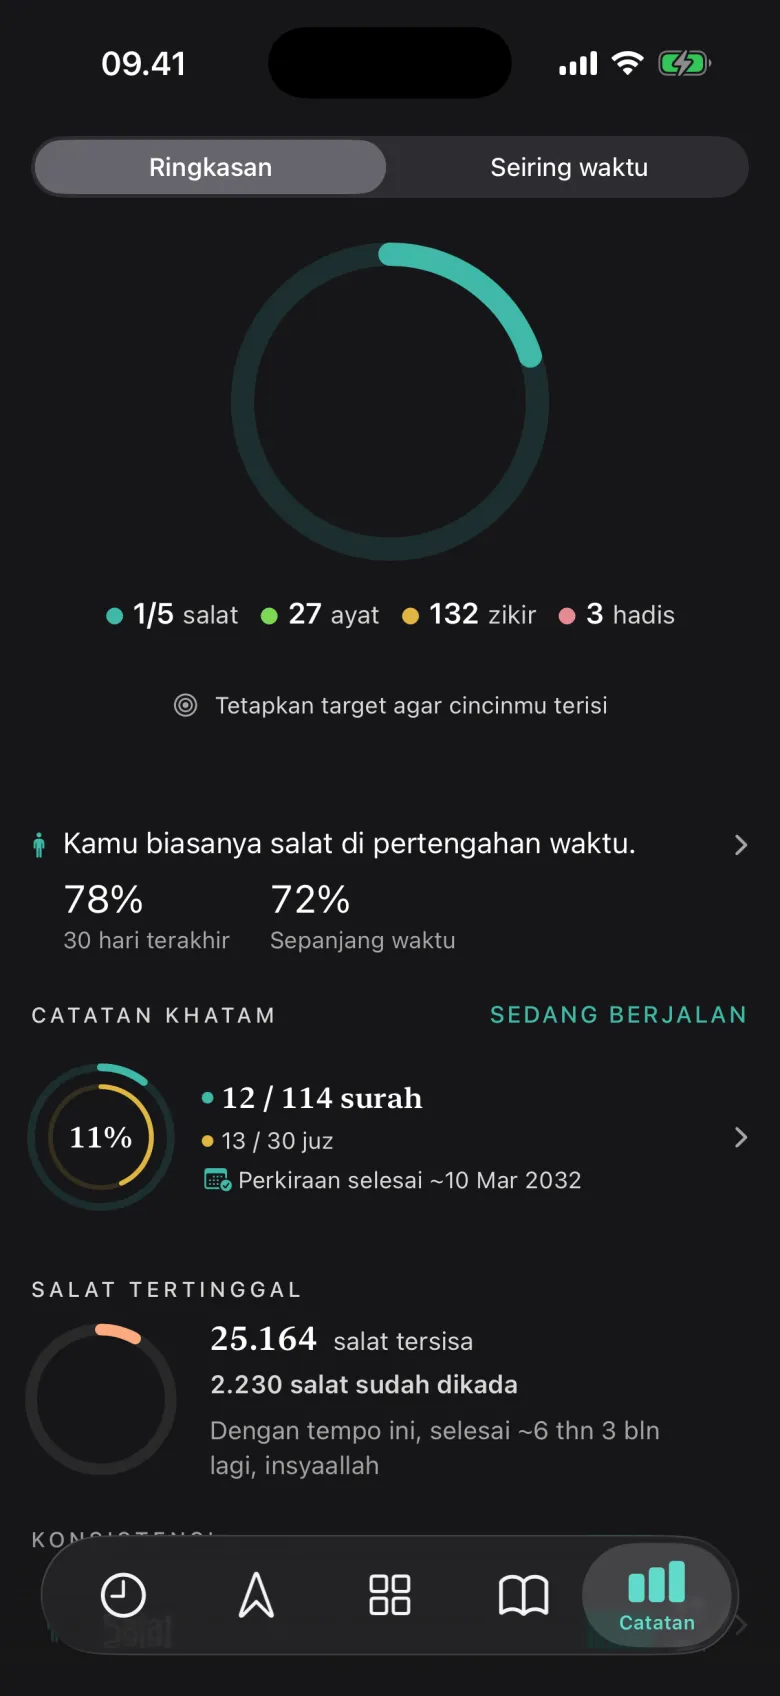 09.41
Ringkasan
Seiring waktu
1/5 salat 27 ayat 132 zikir 3 hadis
Tetapkan target agar cincinmu terisi
Kamu biasanya salat di pertengahan waktu.
78% 72%
30 hari terakhir Sepanjang waktu
CATATAN KHATAM SEDANG BERJALAN
11%
12 / 114 surah
13 / 30 juz
Perkiraan selesai ~10 Mar 2032
SALAT TERTINGGAL
25.164 salat tersisa
2.230 salat sudah dikada
Dengan tempo ini, selesai ~6 thn 3 bln
lagi, insyaallah
KONSISTENSI
Catatan